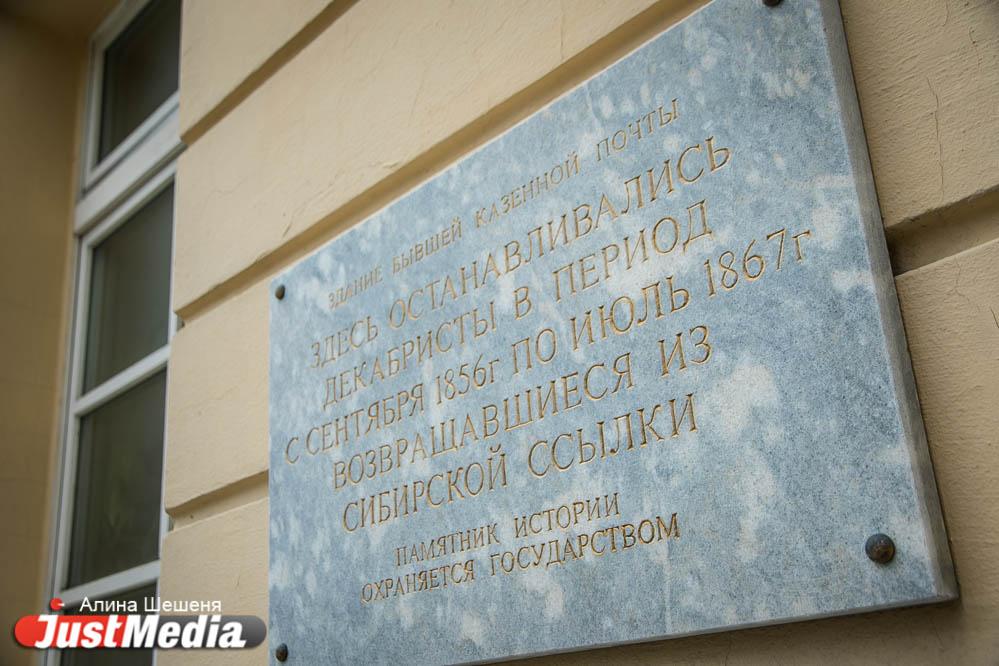 ЗДАНИЕ БЫВШЕЙ КАЗЕННОЙ ПОЧТЫ
ЗДЕСЬ ОСТАНАВЛИВАЛИСЬ
ДЕКАБРИСТЫ В ПЕРИОД
С СЕНТЯБРЯ 1856г ПО ИЮЛЬ 1867г
ВОЗВРАЩАВШИЕСЯ ИЗ
СИБИРСКОЙ ССЫЛКИ
ПАМЯТНИК ИСТОРИИ
ОХРАНЯЕТСЯ ГОСУДАРСТВОМ
Алина Шешеня
JustMedia